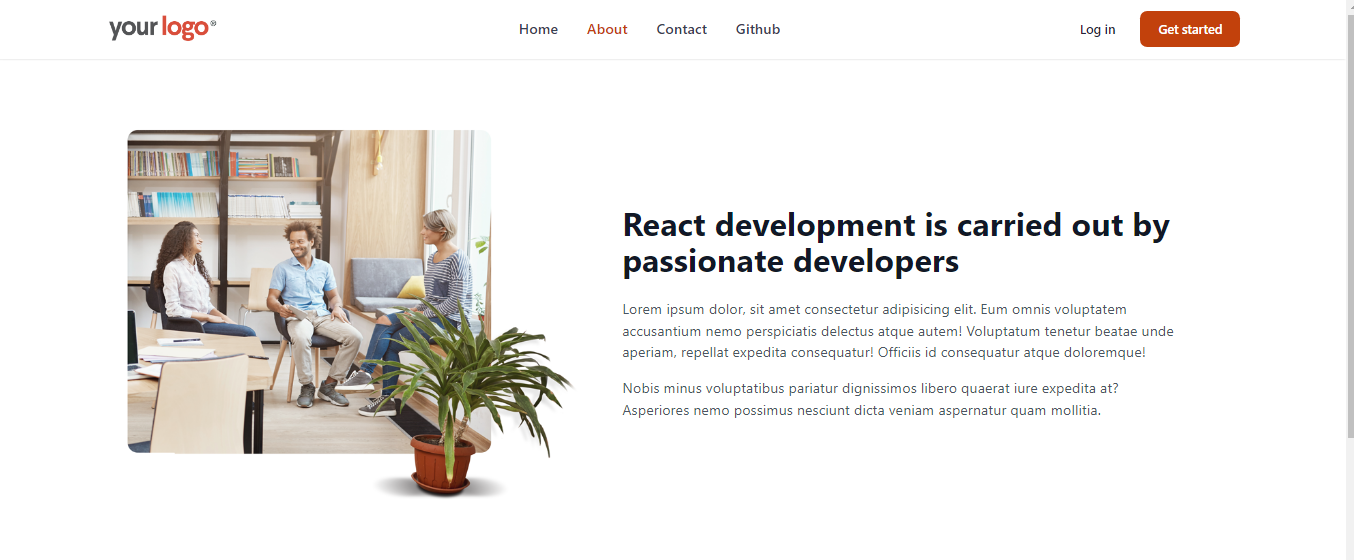 your logo®
Home
About
Contact
Github
Log in
Get started
React development is carried out by
passionate developers
Lorem ipsum dolor, sit amet consectetur adipisicing elit. Eum omnis voluptatem
accusantium nemo perspiciatis delectus atque autem! Voluptatum tenetur beatae unde
aperiam, repellat expedita consequatur! Officiis id consequatur atque doloremque!
Nobis minus voluptatibus pariatur dignissimos libero quaerat iure expedita at?
Asperiores nemo possimus nesciunt dicta veniam aspernatur quam mollitia.